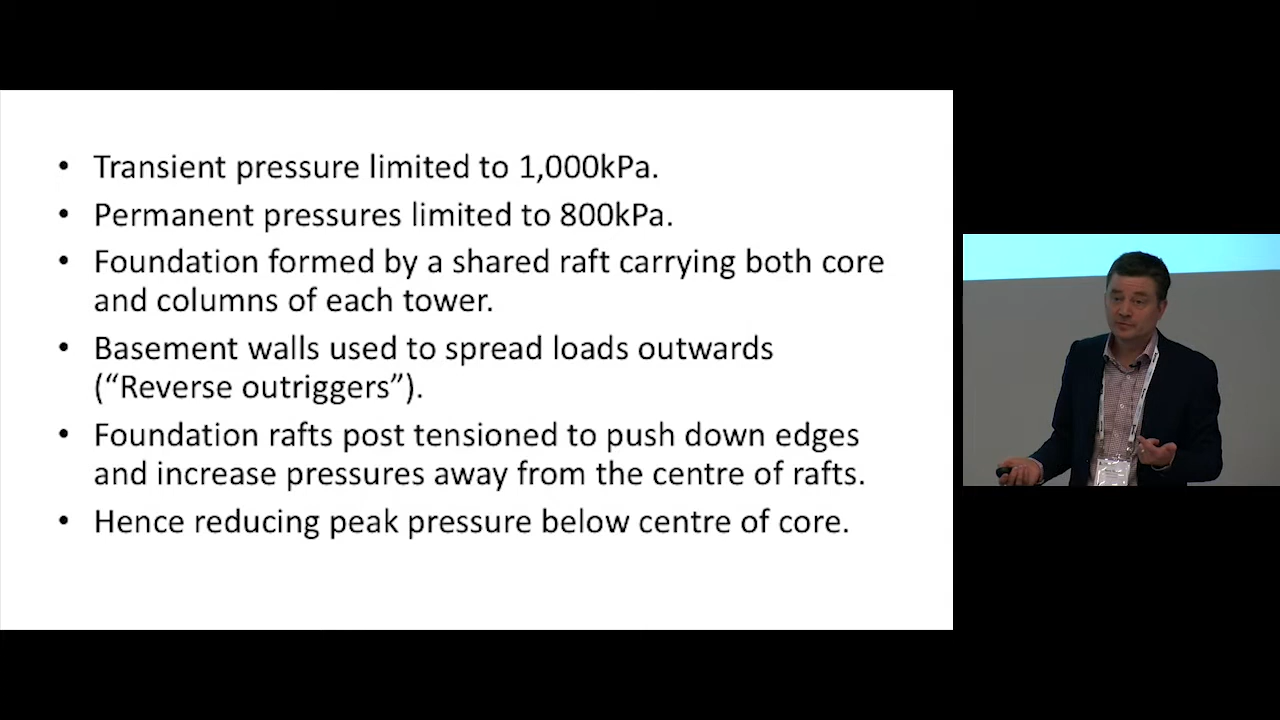 • Transient pressure limited to 1,000kPa.
• Permanent pressures limited to 800kPa.
• Foundation formed by a shared raft carrying both core
and columns of each tower.
• Basement walls used to spread loads outwards
(“Reverse outriggers”).
• Foundation rafts post tensioned to push down edges
and increase pressures away from the centre of rafts.
• Hence reducing peak pressure below centre of core.